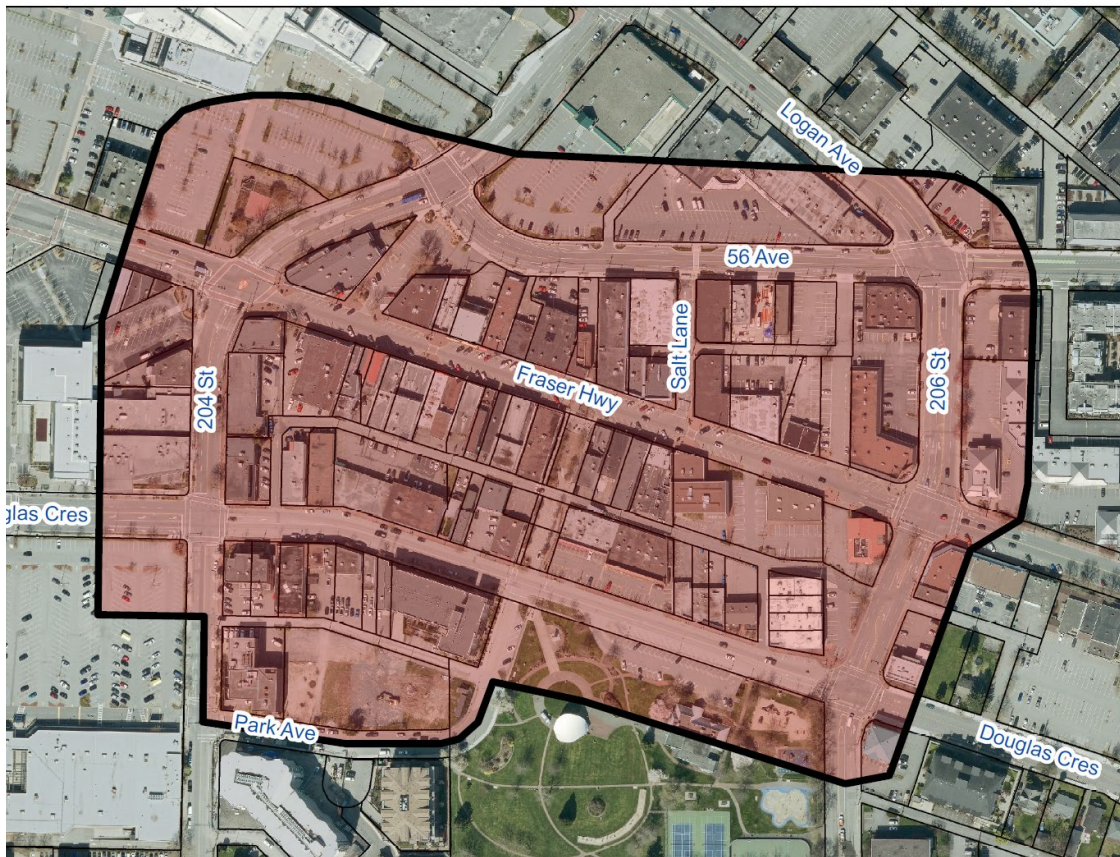 Logan Ave
56 Ave
Salt Lane
Fraser Hwy
204 St
206 St
glas Cres
Park Ave
Douglas Cres